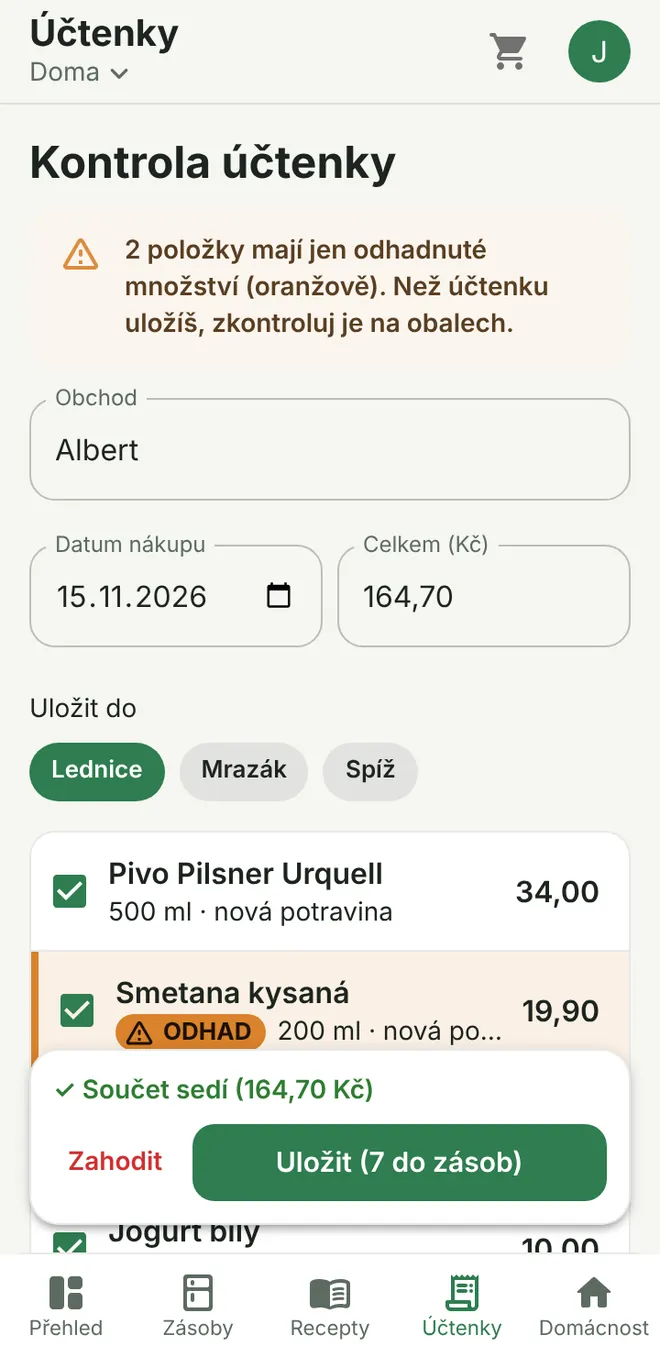 Účtenky
Doma
J
Kontrola účtenky
2 položky mají jen odhadnuté
množství (oranžově). Než účtenku
uložíš, zkontroluj je na obalech.
Obchod
Albert
Datum nákupu
15.11.2026
Celkem (Kč)
164,70
Uložit do
Lednice
Mrazák
Spíž
Pivo Pilsner Urquell
500 ml · nová potravina
34,00
Smetana kysaná
ODHAD 200 ml · nová po...
19,90
Součet sedí (164,70 Kč)
Zahodit
Uložit (7 do zásob)
Jogurt bílý
10,00
Přehled
Zásoby
Recepty
Účtenky
Domácnost